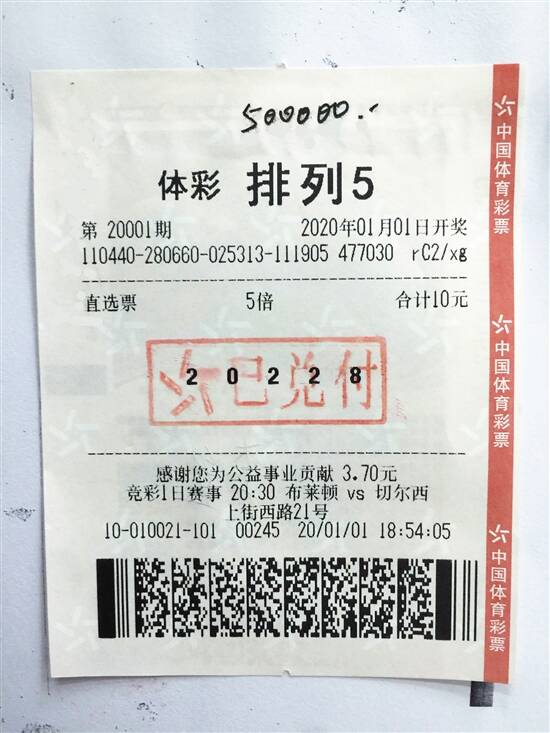 500000..
体彩 排列5
第 20001期 2020年01月01日开奖
110440-280660-025313-111905 477030 rC2/xg
直选票 5倍 合计10元
2 0 2 2 8
已兑付
感谢您为公益事业贡献 3.70元
竞彩1日赛事 20:30 布莱顿 vs 切尔西
上街西路21号
10-010021-101 00245 20/01/01 18:54:05
中国体育彩票
中国体育彩票
中国体育彩票